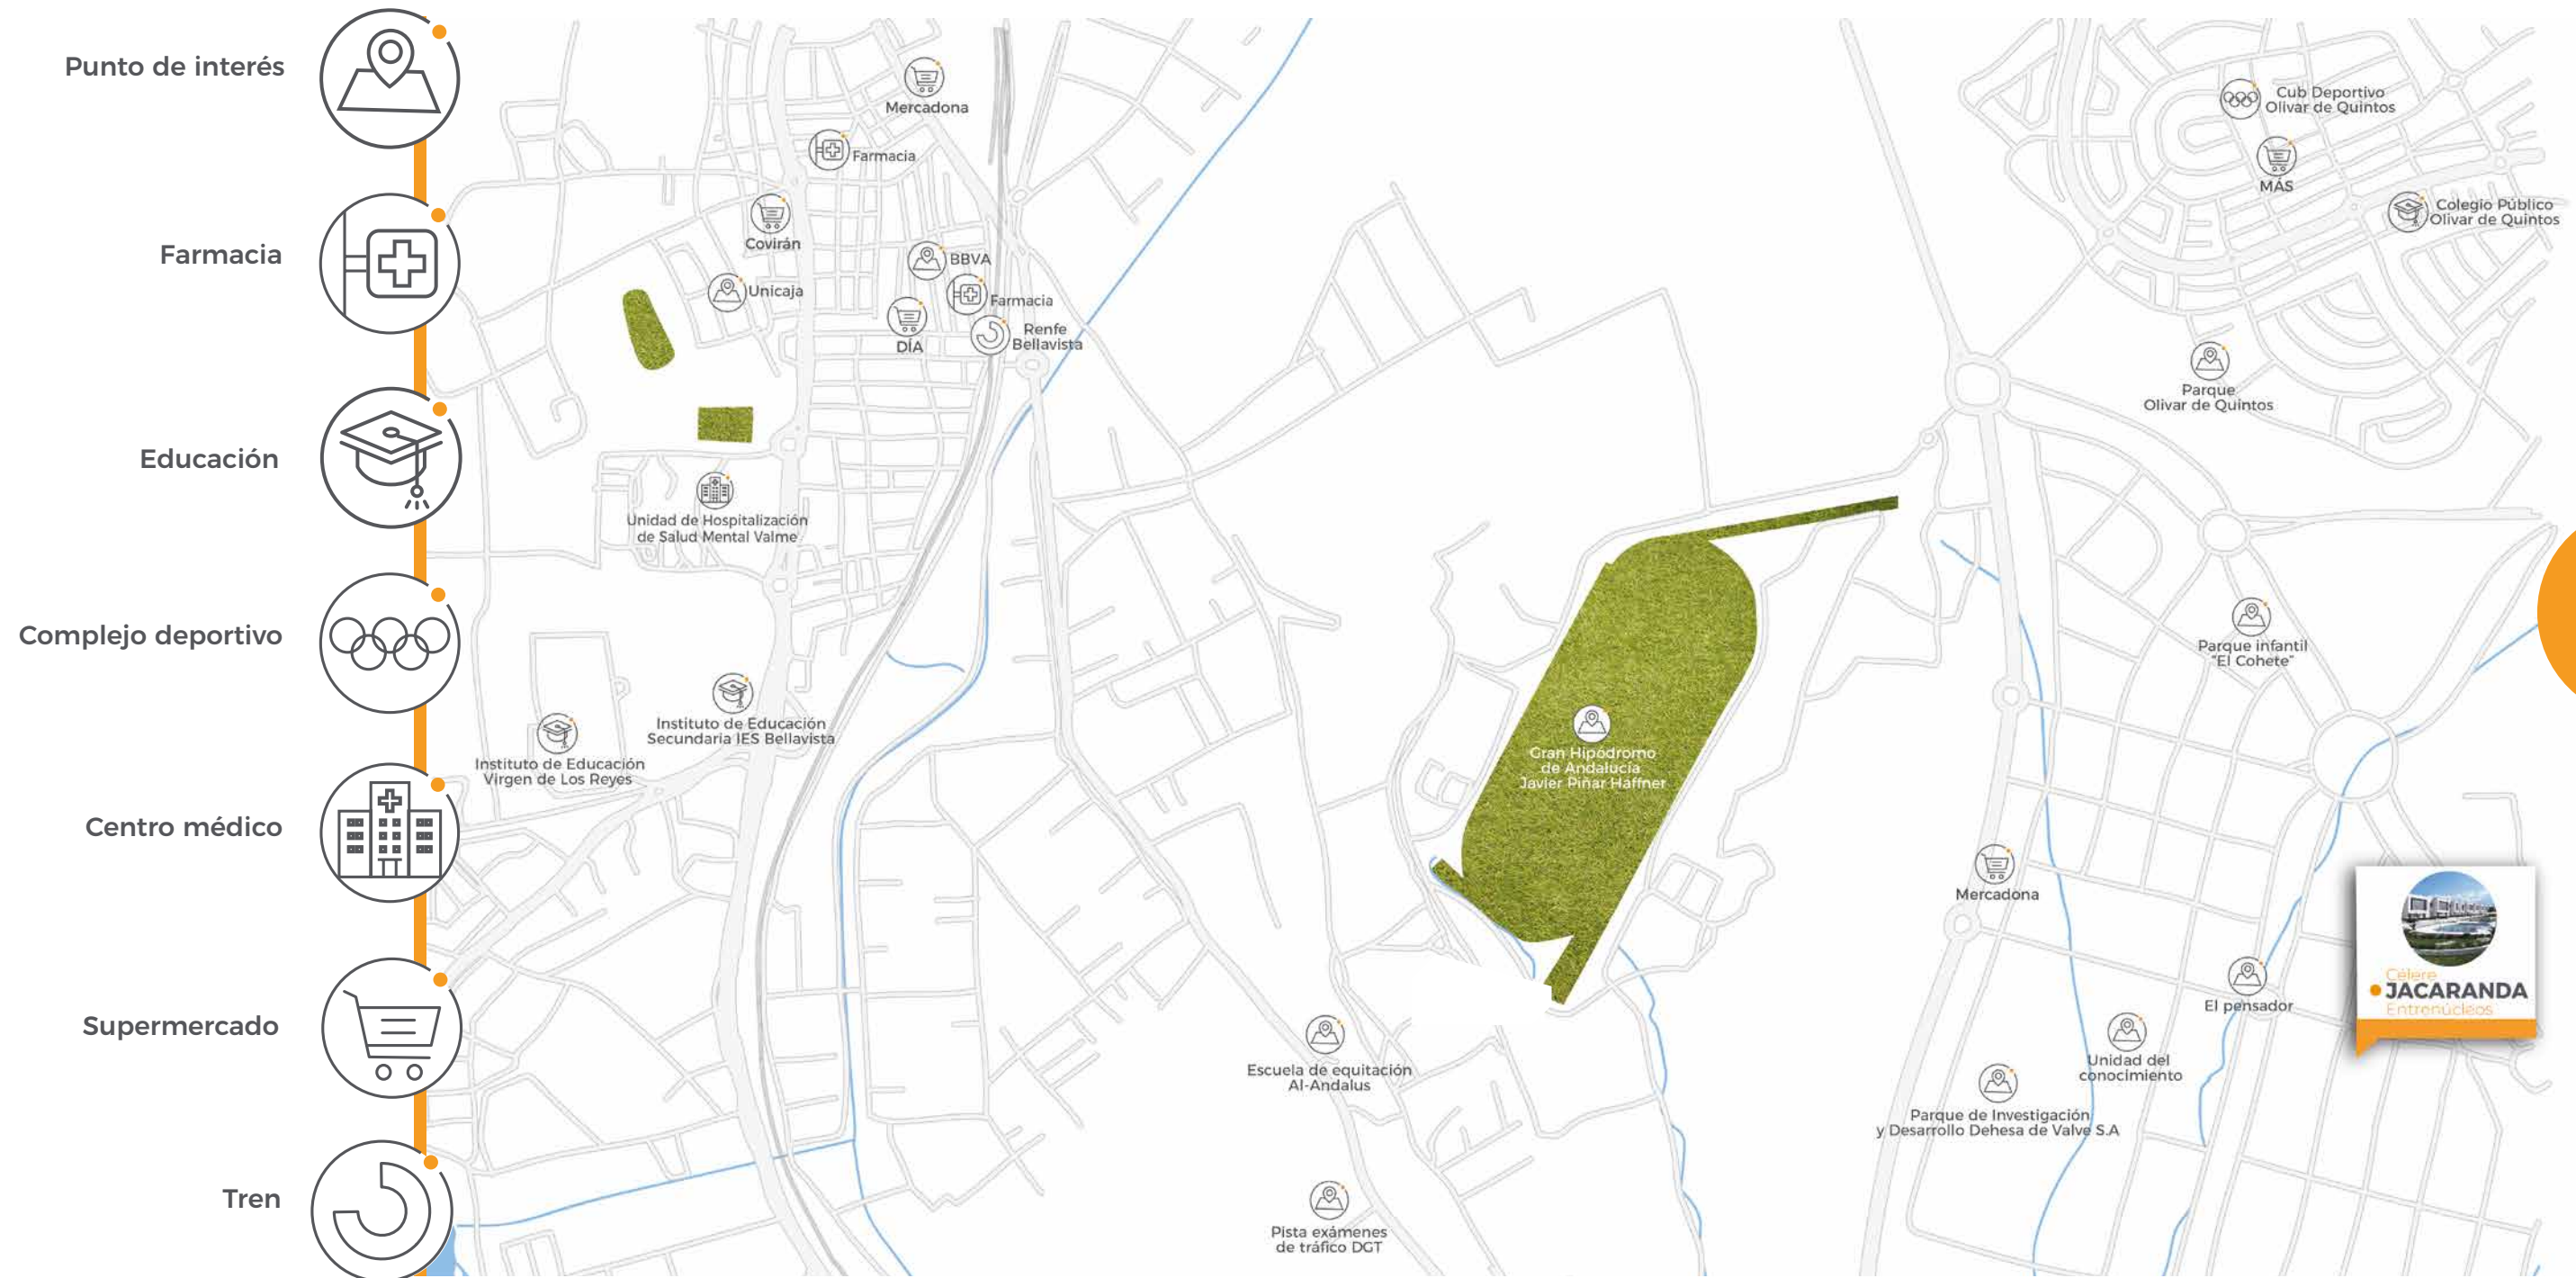 Punto de interés
Farmacia
Educación
Complejo deportivo
Centro médico
Supermercado
Tren
Mercadona
Farmacia
Covirán
BBVA
Unicaja
Farmacia
DÍA
Renfe
Bellavista
Unidad de Hospitalización
de Salud Mental Valme
Instituto de Educación
Secundaria IES Bellavista
Instituto de Educación
Virgen de Los Reyes
Gran Hipódromo
de Andalucía
Javier Piñar Haffner
Escuela de equitación
Al-Andalus
Pista exámenes
de tráfico DGT
Cub Deportivo
Olivar de Quintos
MÁS
Colegio Público
Olivar de Quintos
Parque
Olivar de Quintos
Parque infantil
"El Cohete"
Mercadona
El pensador
Unidad del
conocimiento
Parque de Investigación
y Desarrollo Dehesa de Valve S.A
Célere
JACARANDA
Entrenúcleos